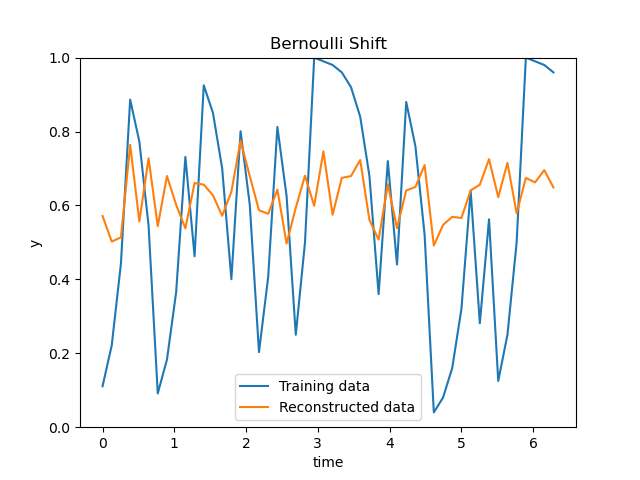 Bernoulli Shift
1.0
0.8
0.6
0.4
0.2
0.0
y
Training data
Reconstructed data
0 1 2 3 4 5 6
time